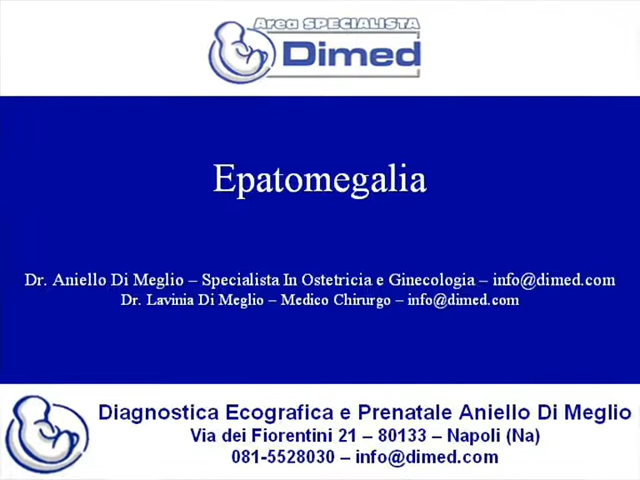 Area SPECIALISTA
Dimed
Epatomegalia
Dr. Aniello Di Meglio – Specialista In Ostetricia e Ginecologia – info@dimed.com
Dr. Lavinia Di Meglio – Medico Chirurgo – info@dimed.com
Diagnostica Ecografica e Prenatale Aniello Di Meglio
Via dei Fiorentini 21 – 80133 – Napoli (Na)
081-5528030 – info@dimed.com